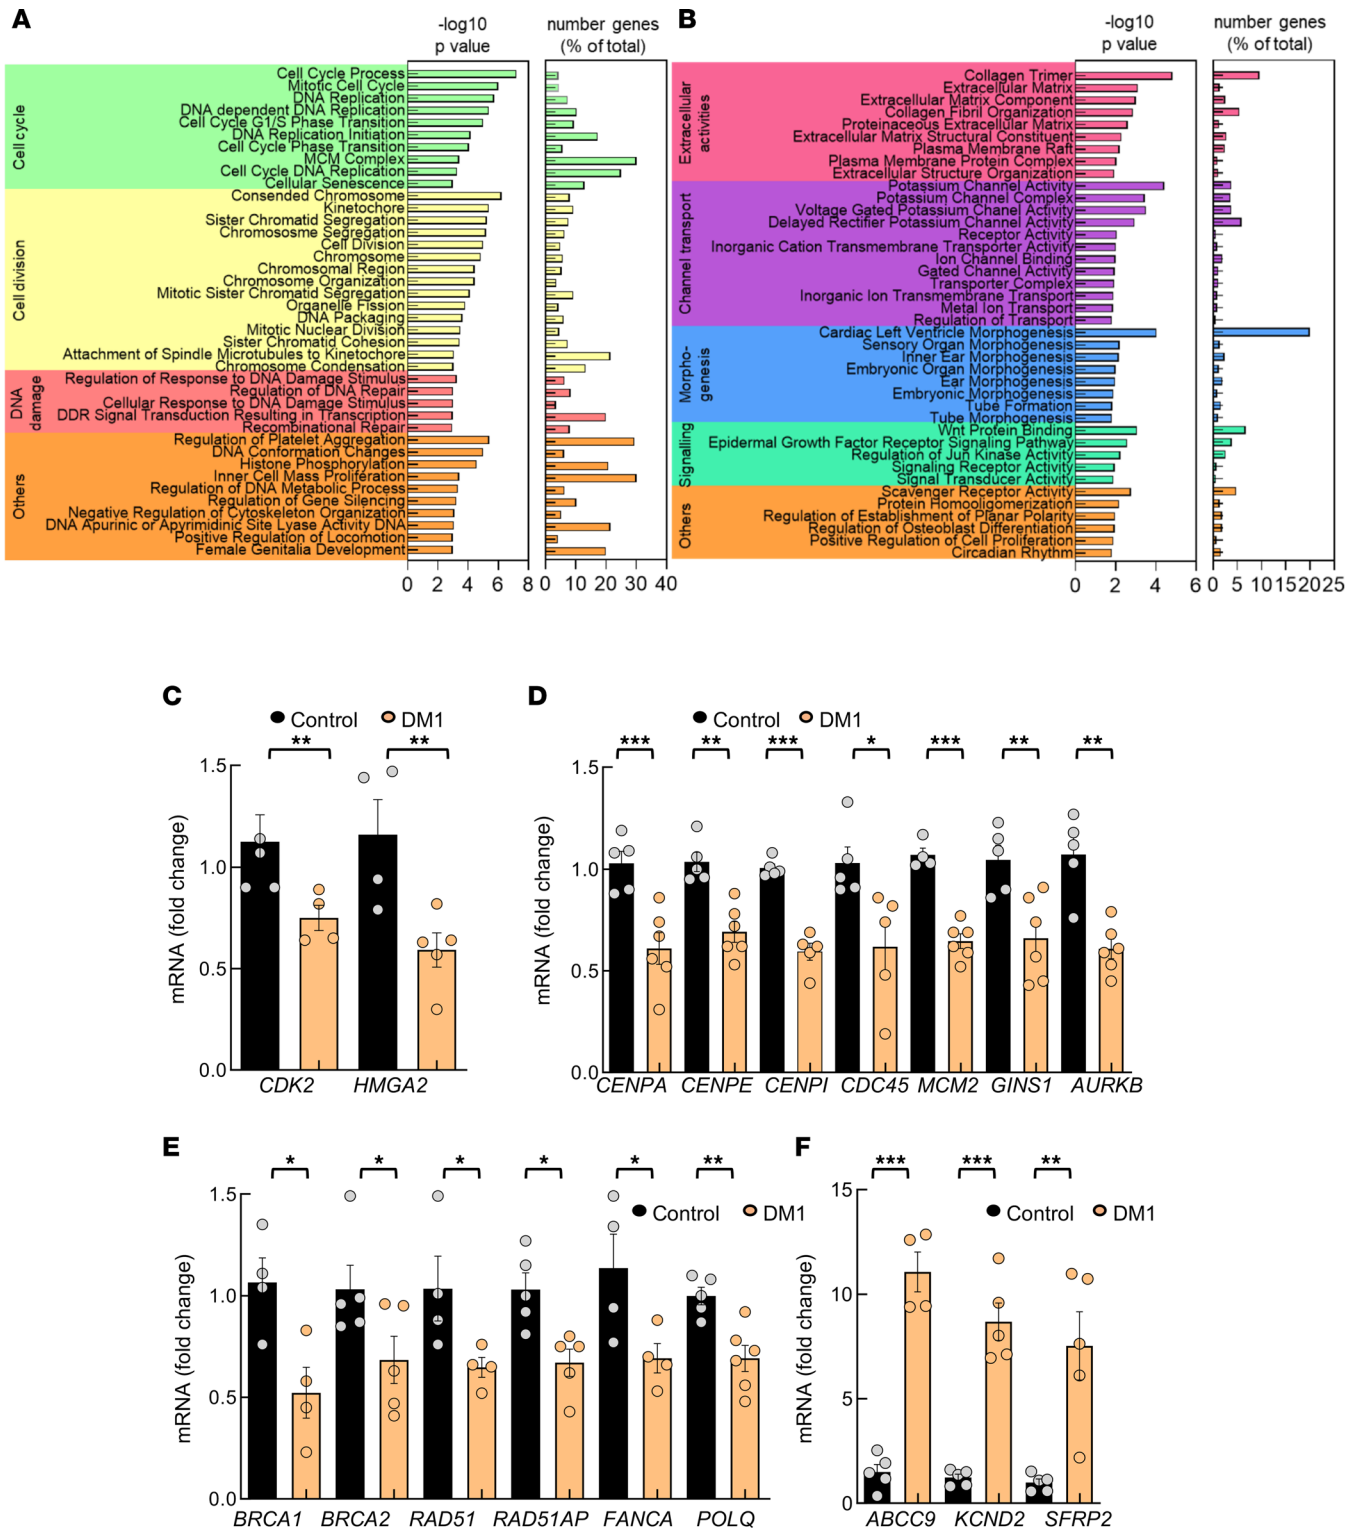 A
-log10
p value
number genes
(% of total)
Cell cycle
Cell Cycle Process
Mitotic Cell Cycle
DNA Replication
DNA dependent DNA Replication
Cell Cycle G1/S Phase Transition
DNA Replication Initiation
Cell Cycle Phase Transition
MCM Complex
Cell Cycle DNA Replication
Cellular Senescence
Cell division
Consended Chromosome
Kinetochore
Sister Chromatid Segregation
Chromososme Segregation
Cell Division
Chromosome
Chromosomal Region
Chromosome Organization
Mitotic Sister Chromatid Segregation
Organelle Fission
DNA Packaging
Mitotic Nuclear Division
Sister Chromatid Cohesion
Attachment of Spindle Microtubules to Kinetochore
Chromosome Condensation
DNA
damage
Regulation of Response to DNA Damage Stimulus
Regulation of DNA Repair
Cellular Response to DNA Damage Stimulus
DDR Signal Transduction Resulting in Transcription
Recombinational Repair
Others
Regulation of Platelet Aggregation
DNA Conformation Changes
Histone Phosphorylation
Inner Cell Mass Proliferation
Regulation of DNA Metabolic Process
Regulation of Gene Silencing
Negative Regulation of Cytoskeleton Organization
DNA Apurinic or Apyrimidinic Site Lyase Activity DNA
Positive Regulation of Locomotion
Female Genitalia Development
0 2 4 6 8
0 10 20 30 40
B
-log10
p value
number genes
(% of total)
Extracellular
activities
Collagen Trimer
Extracellular Matrix
Extracellular Matrix Component
Collagen Fibril Organization
Proteinaceous Extracellular Matrix
Extracellular Matrix Structural Constituent
Plasma Membrane Raft
Plasma Membrane Protein Complex
Extracellular Structure Organization
Channel transport
Potassium Channel Activity
Potassium Channel Complex
Voltage Gated Potassium Chanel Activity
Delayed Rectifier Potassium Channel Activity
Receptor Activity
Inorganic Cation Transmembrane Transporter Activity
Ion Channel Binding
Gated Channel Activity
Transporter Complex
Inorganic Ion Transmembrane Transport
Metal Ion Transport
Regulation of Transport
Morpho-
genesis
Cardiac Left Ventricle Morphogenesis
Sensory Organ Morphogenesis
Inner Ear Morphogenesis
Embryonic Organ Morphogenesis
Ear Morphogenesis
Embryonic Morphogenesis
Tube Formation
Tube Morphogenesis
Signalling
Wnt Protein Binding
Epidermal Growth Factor Receptor Signaling Pathway
Regulation of Jun Kinase Activity
Signaling Receptor Activity
Signal Transducer Activity
Others
Scavenger Receptor Activity
Protein Homooligomerization
Regulation of Establishment of Planar Polarity
Regulation of Osteoblast Differentiation
Positive Regulation of Cell Proliferation
Circadian Rhythm
0 2 4 6
0 5 10 15 20 25
C
Control DM1
** **
mRNA (fold change)
1.5
1.0
0.5
0.0
CDK2 HMGA2
D
Control DM1
*** ** *** * *** ** **
mRNA (fold change)
1.5
1.0
0.5
0.0
CENPA CENPE CENPI CDC45 MCM2 GINS1 AURKB
E
* * * * * **
Control DM1
mRNA (fold change)
1.5
1.0
0.5
0.0
BRCA1 BRCA2 RAD51 RAD51AP FANCA POLQ
F
*** *** **
Control DM1
mRNA (fold change)
15
10
5
0
ABCC9 KCND2 SFRP2